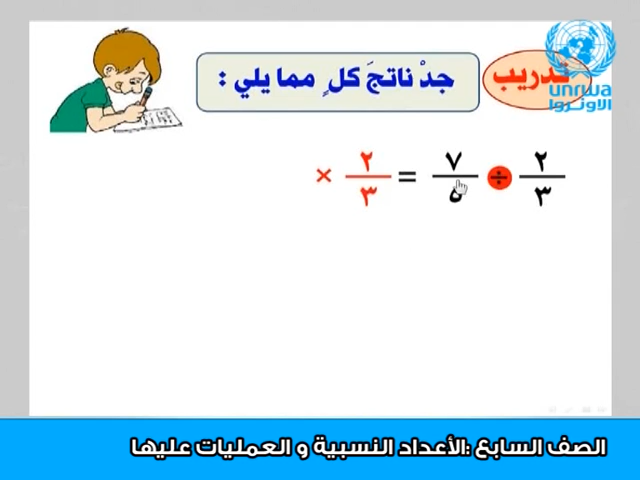 تدريب
جدْ ناتجَ كلٍ مما يلي :
unrwa
الأونروا
٢/٣ ÷ ٧/٥ = ٢/٣ ×
الصف السابع :الأعداد النسبية و العمليات عليها